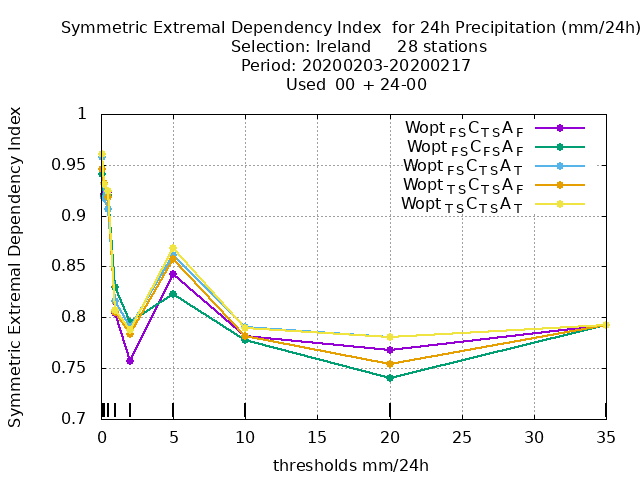 Symmetric Extremal Dependency Index  for 24h Precipitation (mm/24h)
Selection: Ireland     28 stations
Period: 20200203-20200217
Used  00 + 24-00
Symmetric Extremal Dependency Index
1
0.95
0.9
0.85
0.8
0.75
0.7
Wopt FS C TS A F
Wopt FS C FS A F
Wopt FS C TS A T
Wopt TS C TS A F
Wopt TS C TS A T
0 5 10 15 20 25 30 35
thresholds mm/24h